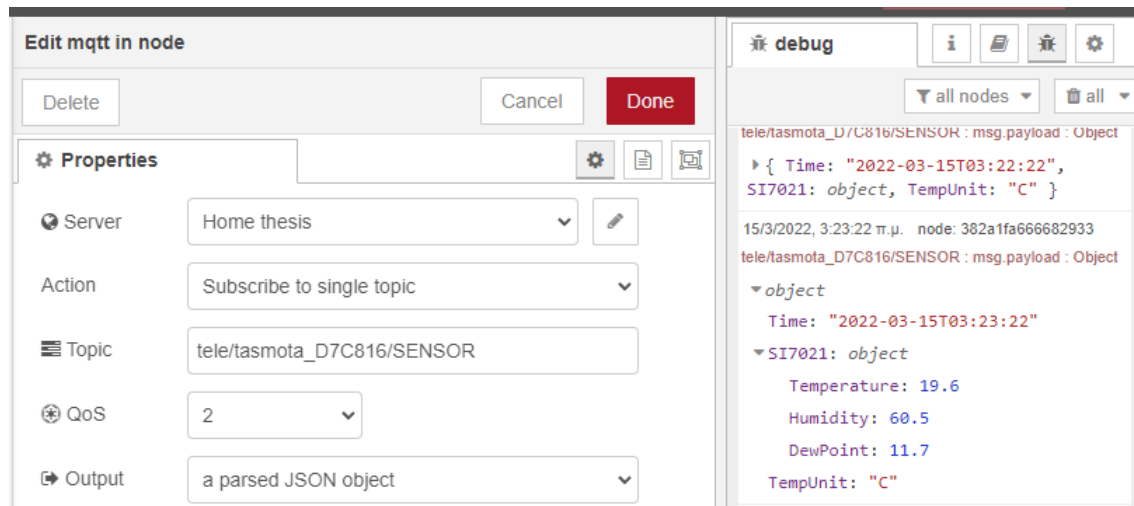 Edit mqtt in node
Delete
Cancel
Done
Properties
Server
Home thesis
Action
Subscribe to single topic
Topic
tele/tasmota_D7C816/SENSOR
QoS
2
Output
a parsed JSON object
debug
i
all nodes
all
tele/tasmota_D7C816/SENSOR : msg.payload : Object
{ Time: "2022-03-15T03:22:22",
SI7021: object, TempUnit: "C" }
15/3/2022, 3:23:22 π.μ. node: 382a1fa666682933
tele/tasmota_D7C816/SENSOR : msg.payload : Object
object
Time: "2022-03-15T03:23:22"
SI7021: object
Temperature: 19.6
Humidity: 60.5
DewPoint: 11.7
TempUnit: "C"